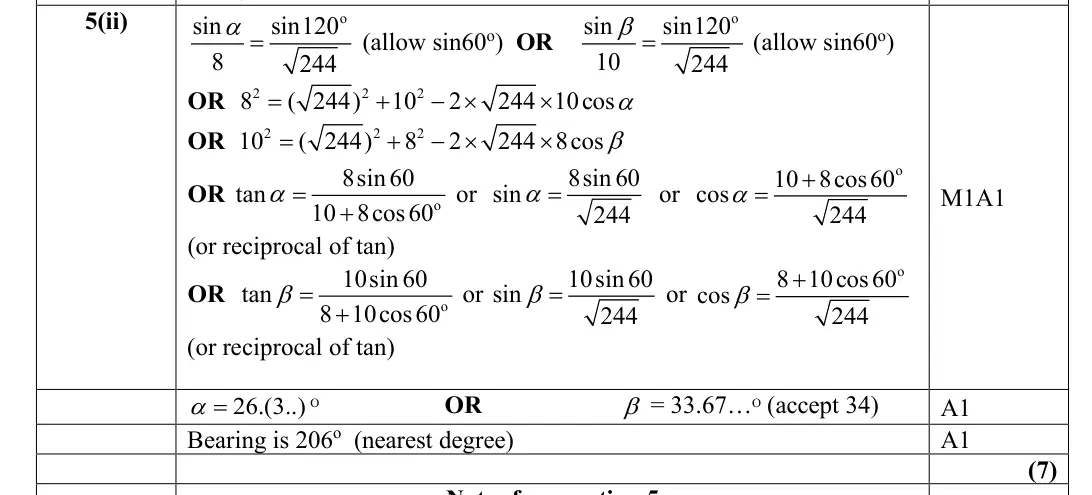 5(ii)
sin α / 8 = sin120° / √244 (allow sin60º) OR sin β / 10 = sin120° / √244 (allow sin60º)
OR 8² = (√244)² + 10² − 2 × √244 × 10 cos α
OR 10² = (√244)² + 8² − 2 × √244 × 8 cos β
OR tan α = 8 sin 60 / 10 + 8 cos 60° or sin α = 8 sin 60 / √244 or cos α = 10 + 8 cos 60° / √244
M1A1
(or reciprocal of tan)
OR tan β = 10 sin 60 / 8 + 10 cos 60° or sin β = 10 sin 60 / √244 or cos β = 8 + 10 cos 60° / √244
(or reciprocal of tan)
α = 26.(3..) º OR β = 33.67…º (accept 34) A1
Bearing is 206º (nearest degree) A1
(7)